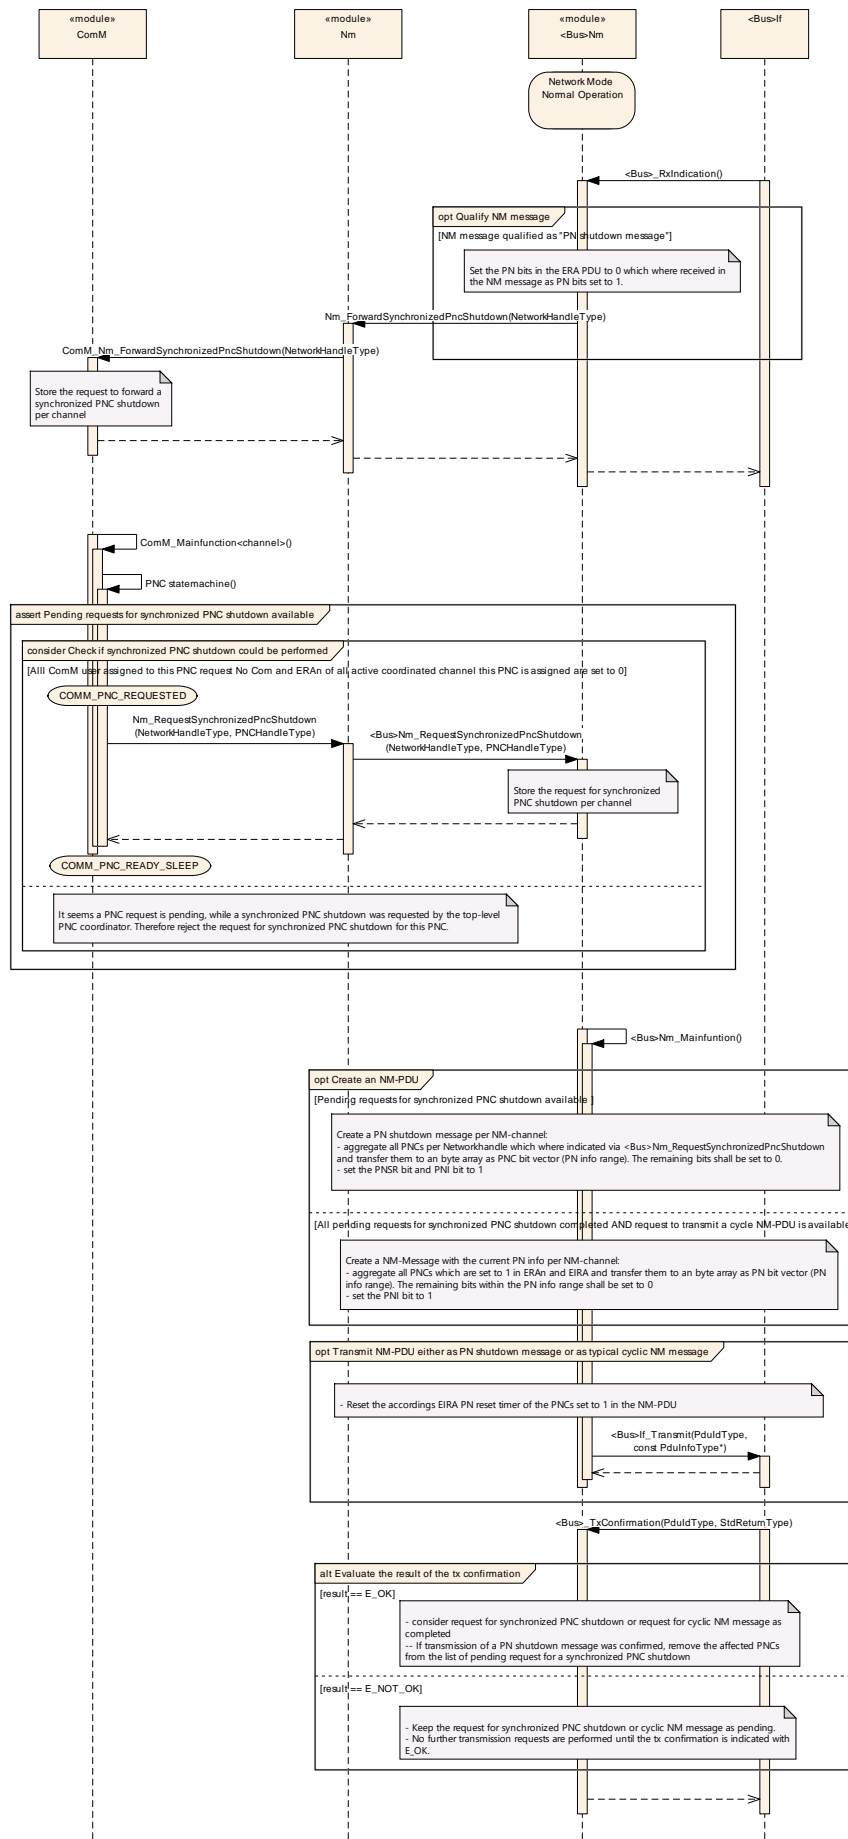 «module»
ComM
«module»
Nm
«module»
<Bus>Nm
<Bus>If
Network Mode
Normal Operation
<Bus>_RxIndication()
opt Qualify NM message
[NM message qualified as "PN shutdown message"]
Set the PN bits in the ERA PDU to 0 which where received in
the NM message as PN bits set to 1.
Nm_ForwardSynchronizedPncShutdown(NetworkHandleType)
ComM_Nm_ForwardSynchronizedPncShutdown(NetworkHandleType)
Store the request to forward a
synchronized PNC shutdown
per channel
ComM_Mainfunction<channel>()
PNC statemachine()
assert Pending requests for synchronized PNC shutdown available
consider Check if synchronized PNC shutdown could be performed
[Alll ComM user assigned to this PNC request No Com and ERAn of all active coordinated channel this PNC is assigned are set to 0]
COMM_PNC_REQUESTED
Nm_RequestSynchronizedPncShutdown
(NetworkHandleType, PNCHandleType)
<Bus>Nm_RequestSynchronizedPncShutdown
(NetworkHandleType, PNCHandleType)
Store the request for synchronized
PNC shutdown per channel
COMM_PNC_READY_SLEEP
It seems a PNC request is pending, while a synchronized PNC shutdown was requested by the top-level
PNC coordinator. Therefore reject the request for synchronized PNC shutdown for this PNC.
<Bus>Nm_Mainfuntion()
opt Create an NM-PDU
[Pending requests for synchronized PNC shutdown available ]
Create a PN shutdown message per NM-channel:
- aggregate all PNCs per Networkhandle which where indicated via <Bus>Nm_RequestSynchronizedPncShutdown
and transfer them to an byte array as PNC bit vector (PN info range). The remaining bits shall be set to 0.
- set the PNSR bit and PNI bit to 1
[All pending requests for synchronized PNC shutdown completed AND request to transmit a cycle NM-PDU is available
Create a NM-Message with the current PN info per NM-channel:
- aggregate all PNCs which are set to 1 in ERAn and EIRA and transfer them to an byte array as PN bit vector (PN
info range). The remaining bits within the PN info range shall be set to 0
- set the PNI bit to 1
opt Transmit NM-PDU either as PN shutdown message or as typical cyclic NM message
- Reset the accordings EIRA PN reset timer of the PNCs set to 1 in the NM-PDU
<Bus>If_Transmit(PduIdType,
const PduInfoType*)
<Bus>_TxConfirmation(PduIdType, StdReturnType)
alt Evaluate the result of the tx confirmation
[result == E_OK]
- consider request for synchronized PNC shutdown or request for cyclic NM message as
completed
-- If transmission of a PN shutdown message was confirmed, remove the affected PNCs
from the list of pending request for a synchronized PNC shutdown
[result == E_NOT_OK]
- Keep the request for synchronized PNC shutdown or cyclic NM message as pending.
- No further transmission requests are performed until the tx confirmation is indicated with
E_OK.